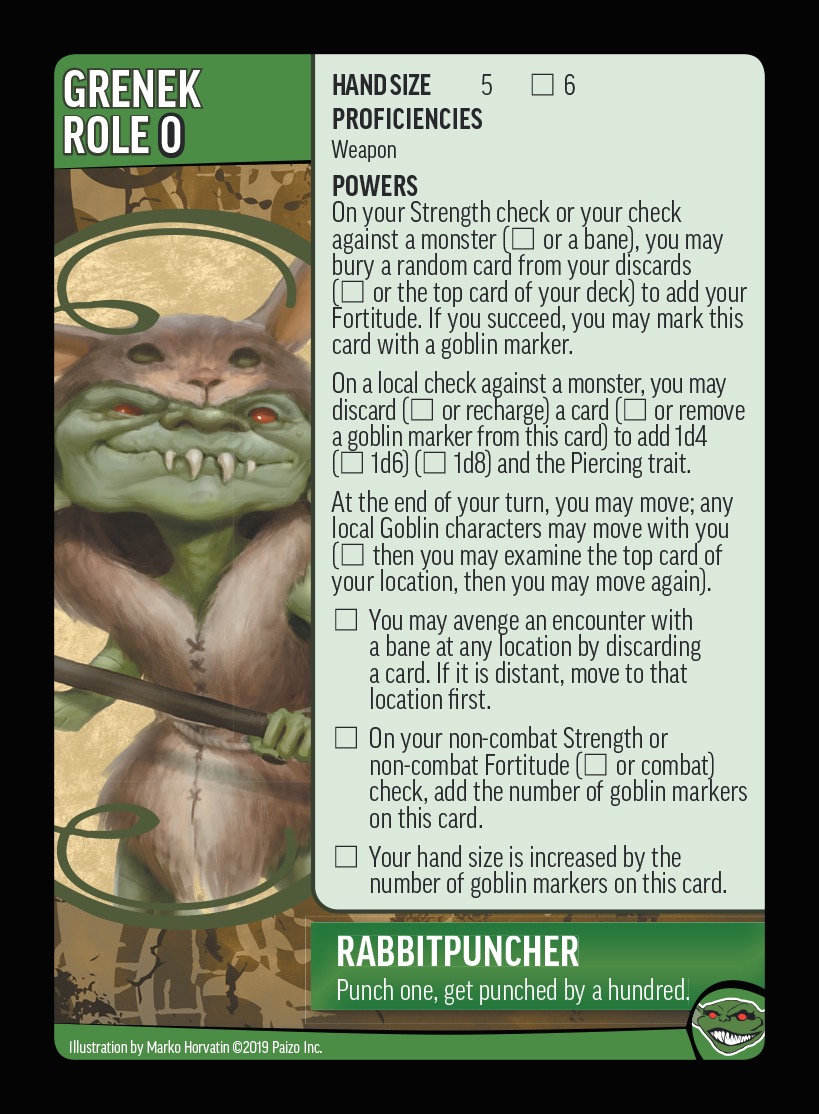 GRENEK
ROLE O
HAND SIZE 5 ☐ 6
PROFICIENCIES
Weapon
POWERS
On your Strength check or your check
against a monster (☐ or a bane), you may
bury a random card from your discards
(☐ or the top card of your deck) to add your
Fortitude. If you succeed, you may mark this
card with a goblin marker.
On a local check against a monster, you may
discard (☐ or recharge) a card (☐ or remove
a goblin marker from this card) to add 1d4
(☐ 1d6) (☐ 1d8) and the Piercing trait.
At the end of your turn, you may move; any
local Goblin characters may move with you
(☐ then you may examine the top card of
your location, then you may move again).
☐ You may avenge an encounter with
a bane at any location by discarding
a card. If it is distant, move to that
location first.
☐ On your non-combat Strength or
non-combat Fortitude (☐ or combat)
check, add the number of goblin markers
on this card.
☐ Your hand size is increased by the
number of goblin markers on this card.
RABBITPUNCHER
Punch one, get punched by a hundred.
Illustration by Marko Horvatin ©2019 Paizo Inc.